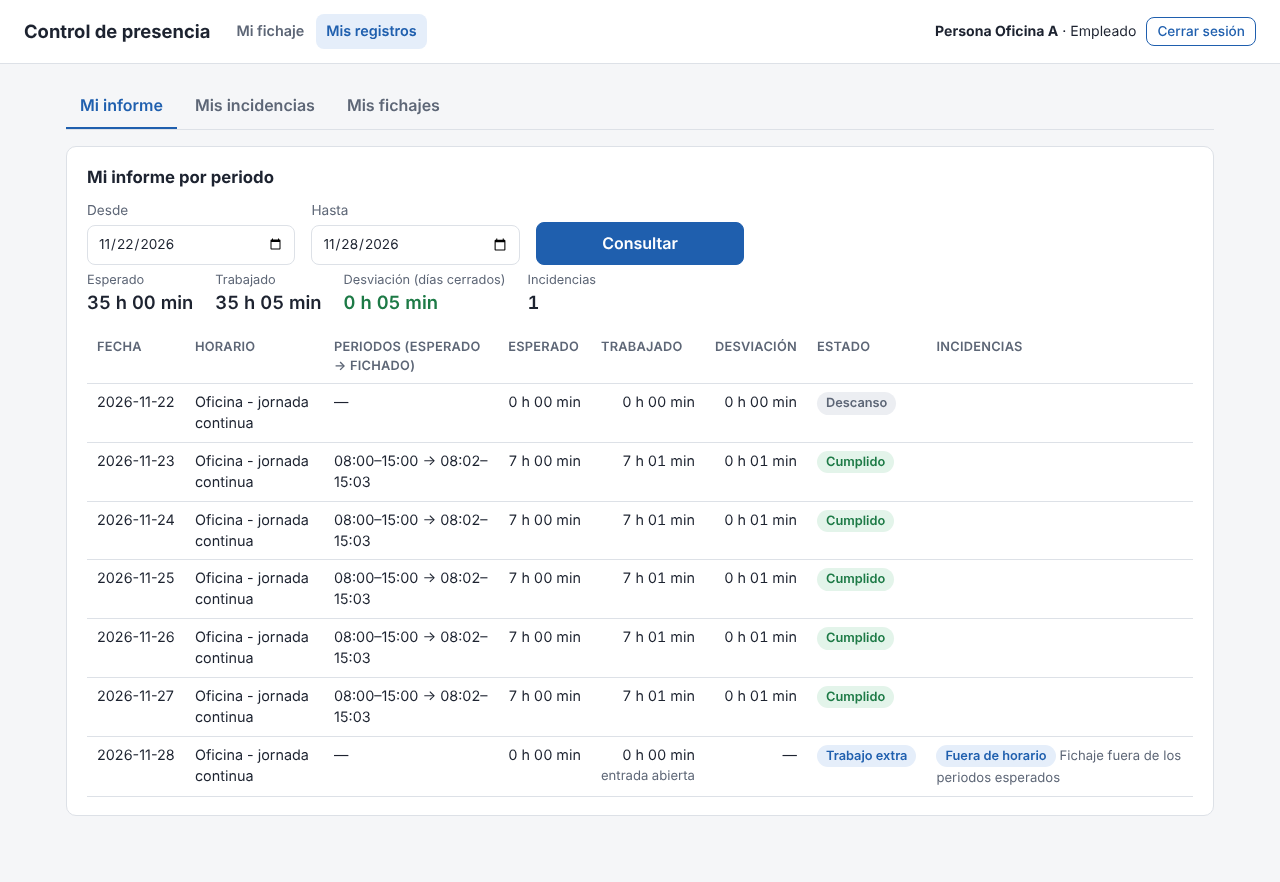 Control de presencia Mi fichaje Mis registros Persona Oficina A · Empleado Cerrar sesión
Mi informe Mis incidencias Mis fichajes
Mi informe por periodo
Desde Hasta
11/22/2026 11/28/2026 Consultar
Esperado Trabajado Desviación (días cerrados) Incidencias
35 h 00 min 35 h 05 min 0 h 05 min 1
FECHA HORARIO PERIODOS (ESPERADO ESPERADO TRABAJADO DESVIACIÓN ESTADO INCIDENCIAS
→ FICHADO)
2026-11-22 Oficina - jornada — 0 h 00 min 0 h 00 min 0 h 00 min Descanso
continua
2026-11-23 Oficina - jornada 08:00–15:00 → 08:02– 7 h 00 min 7 h 01 min 0 h 01 min Cumplido
continua 15:03
2026-11-24 Oficina - jornada 08:00–15:00 → 08:02– 7 h 00 min 7 h 01 min 0 h 01 min Cumplido
continua 15:03
2026-11-25 Oficina - jornada 08:00–15:00 → 08:02– 7 h 00 min 7 h 01 min 0 h 01 min Cumplido
continua 15:03
2026-11-26 Oficina - jornada 08:00–15:00 → 08:02– 7 h 00 min 7 h 01 min 0 h 01 min Cumplido
continua 15:03
2026-11-27 Oficina - jornada 08:00–15:00 → 08:02– 7 h 00 min 7 h 01 min 0 h 01 min Cumplido
continua 15:03
2026-11-28 Oficina - jornada — 0 h 00 min 0 h 00 min — Trabajo extra Fuera de horario Fichaje fuera de los
continua entrada abierta periodos esperados